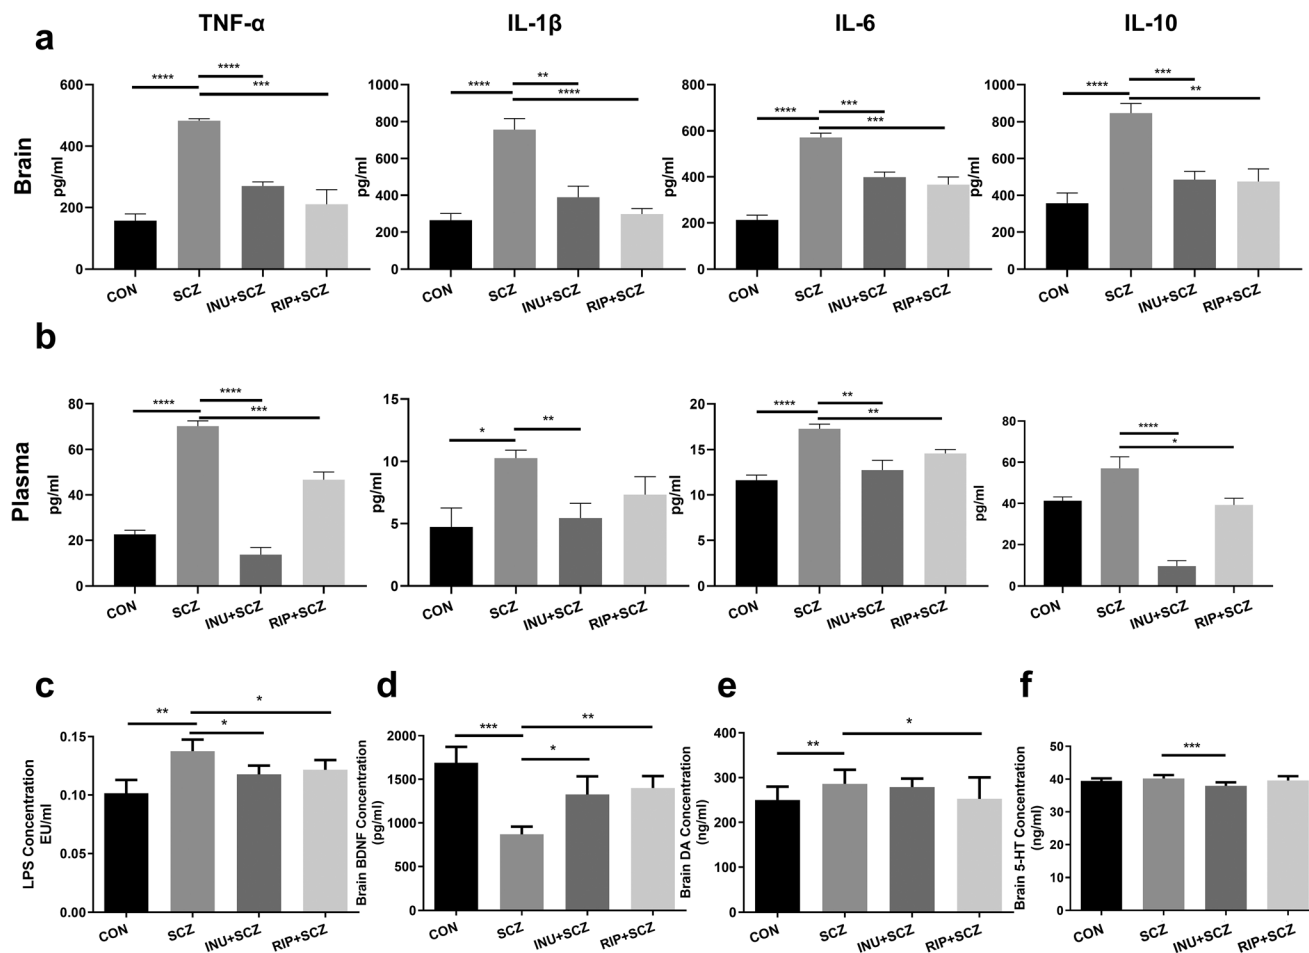 TNF-α IL-1β IL-6 IL-10
a
Brain
pg/ml
600
400
200
0
**** **** ***
CON SCZ INU+SCZ RIP+SCZ
pg/ml
1000
800
600
400
200
0
**** ** ****
CON SCZ INU+SCZ RIP+SCZ
pg/ml
800
600
400
200
0
**** *** ***
CON SCZ INU+SCZ RIP+SCZ
pg/ml
1000
800
600
400
200
0
**** *** **
CON SCZ INU+SCZ RIP+SCZ
b
Plasma
pg/ml
80
60
40
20
0
**** **** ***
CON SCZ INU+SCZ RIP+SCZ
pg/ml
15
10
5
0
* **
CON SCZ INU+SCZ RIP+SCZ
pg/ml
20
15
10
5
0
**** ** **
CON SCZ INU+SCZ RIP+SCZ
pg/ml
80
60
40
20
0
**** *
CON SCZ INU+SCZ RIP+SCZ
c
LPS Concentration
EU/ml
0.15
0.10
0.05
0.00
** * *
CON SCZ INU+SCZ RIP+SCZ
d
Brain BDNF Concentration
(pg/ml)
2000
1500
1000
500
0
*** * **
CON SCZ INU+SCZ RIP+SCZ
e
Brain DA Concentration
(ng/ml)
400
300
200
100
0
** *
CON SCZ INU+SCZ RIP+SCZ
f
Brain 5-HT Concentration
(ng/ml)
50
40
30
20
10
0
***
CON SCZ INU+SCZ RIP+SCZ